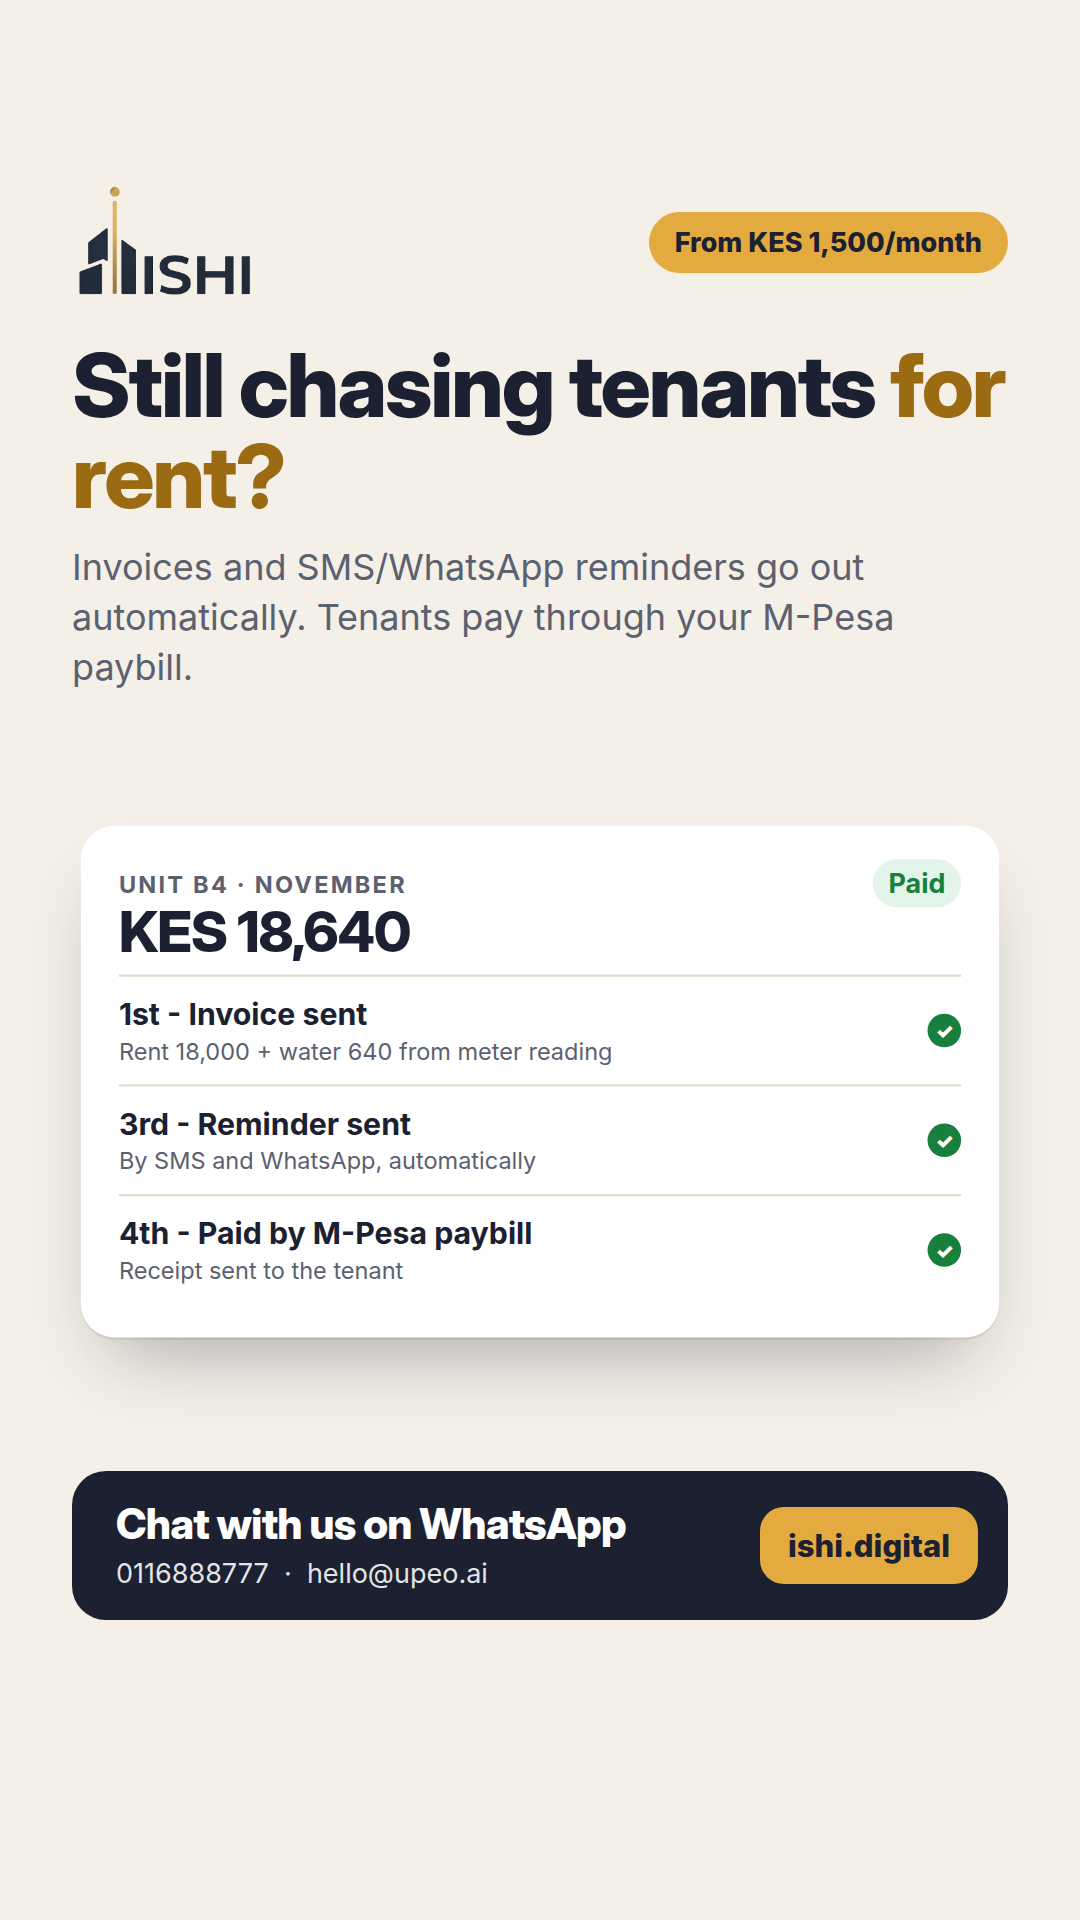 ISHI
From KES 1,500/month
Still chasing tenants for
rent?
Invoices and SMS/WhatsApp reminders go out
automatically. Tenants pay through your M-Pesa
paybill.
UNIT B4 · NOVEMBER
Paid
KES 18,640
1st - Invoice sent
Rent 18,000 + water 640 from meter reading
3rd - Reminder sent
By SMS and WhatsApp, automatically
4th - Paid by M-Pesa paybill
Receipt sent to the tenant
Chat with us on WhatsApp
0116888777 · hello@upeo.ai
ishi.digital